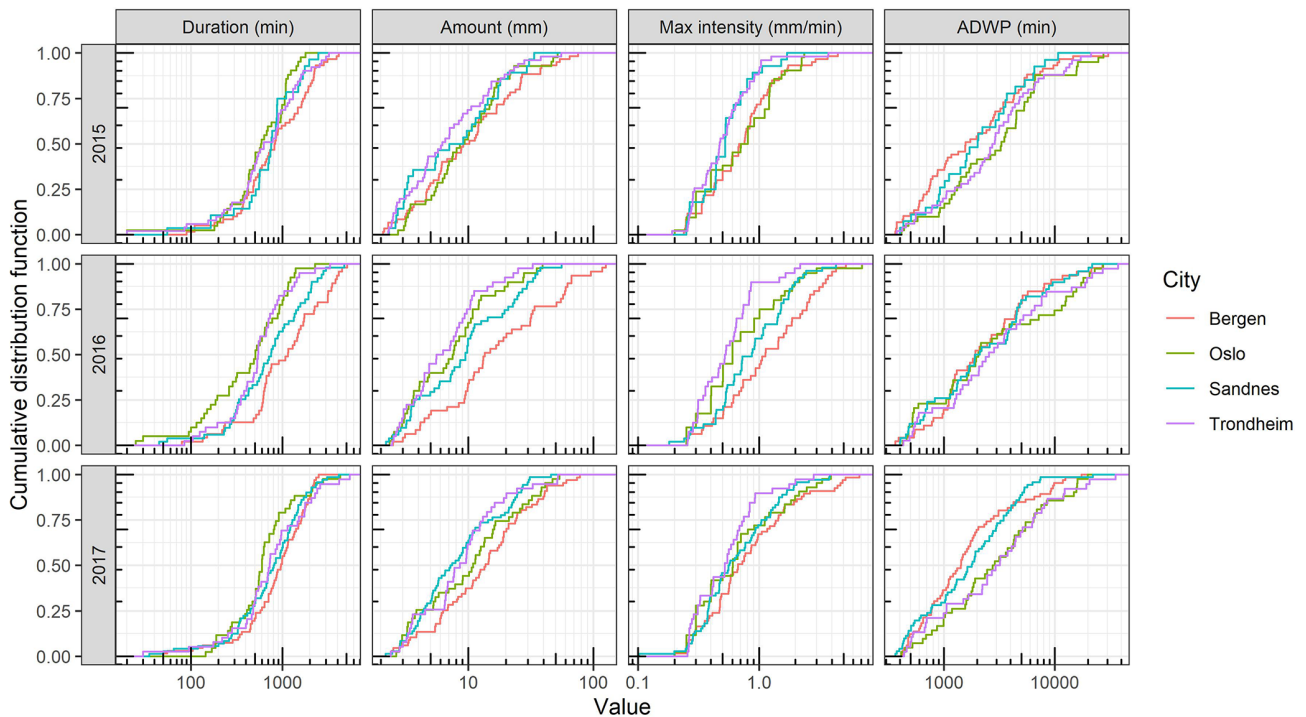 Duration (min) Amount (mm) Max intensity (mm/min) ADWP (min)
Cumulative distribution function
2015
1.00
0.75
0.50
0.25
0.00
2016
1.00
0.75
0.50
0.25
0.00
2017
1.00
0.75
0.50
0.25
0.00
100 1000 10 100 0.1 1.0 1000 10000
Value
City
Bergen
Oslo
Sandnes
Trondheim